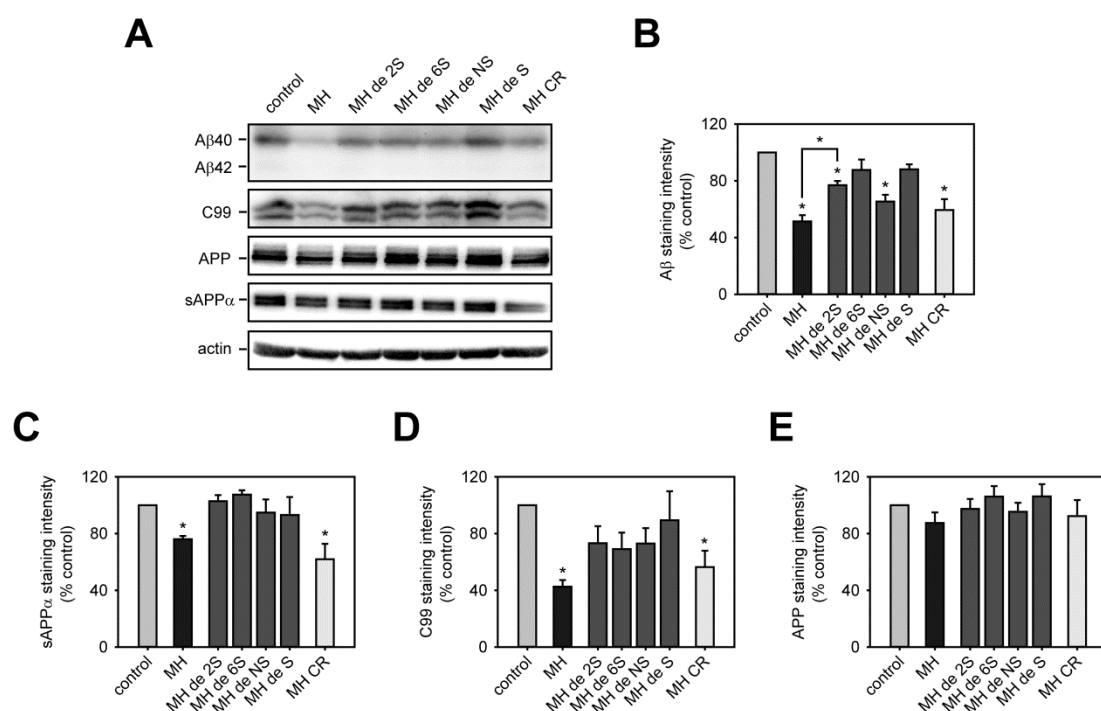 A
control
MH
MH de 2S
MH de 6S
MH de NS
MH de S
MH CR
Aβ40
Aβ42
C99
APP
sAPPα
actin
B
Aβ staining intensity
(% control)
120
80
40
0
*
*
*
*
*
control
MH
MH de 2S
MH de 6S
MH de NS
MH de S
MH CR
C
sAPPα staining intensity
(% control)
120
80
40
0
*
*
control
MH
MH de 2S
MH de 6S
MH de NS
MH de S
MH CR
D
C99 staining intensity
(% control)
120
80
40
0
*
*
control
MH
MH de 2S
MH de 6S
MH de NS
MH de S
MH CR
E
APP staining intensity
(% control)
120
80
40
0
control
MH
MH de 2S
MH de 6S
MH de NS
MH de S
MH CR